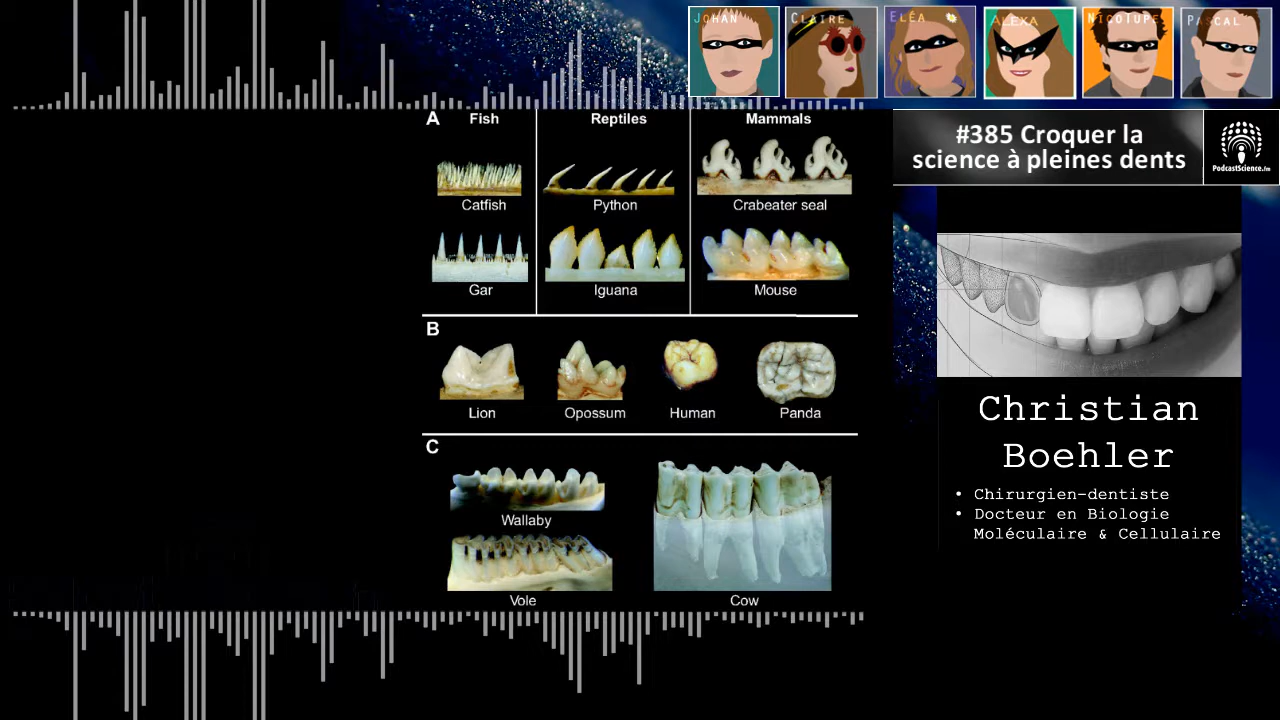 JOHAN
CLAIRE
ELÉA
ALEXA
NICOTUPE
PASCAL
A Fish Reptiles Mammals
Catfish Python Crabeater seal
Gar Iguana Mouse
B
Lion Opossum Human Panda
C
Wallaby
Vole Cow
#385 Croquer la
science à pleines dents
PodcastScience.fm
Christian
Boehler
• Chirurgien-dentiste
• Docteur en Biologie
Moléculaire & Cellulaire